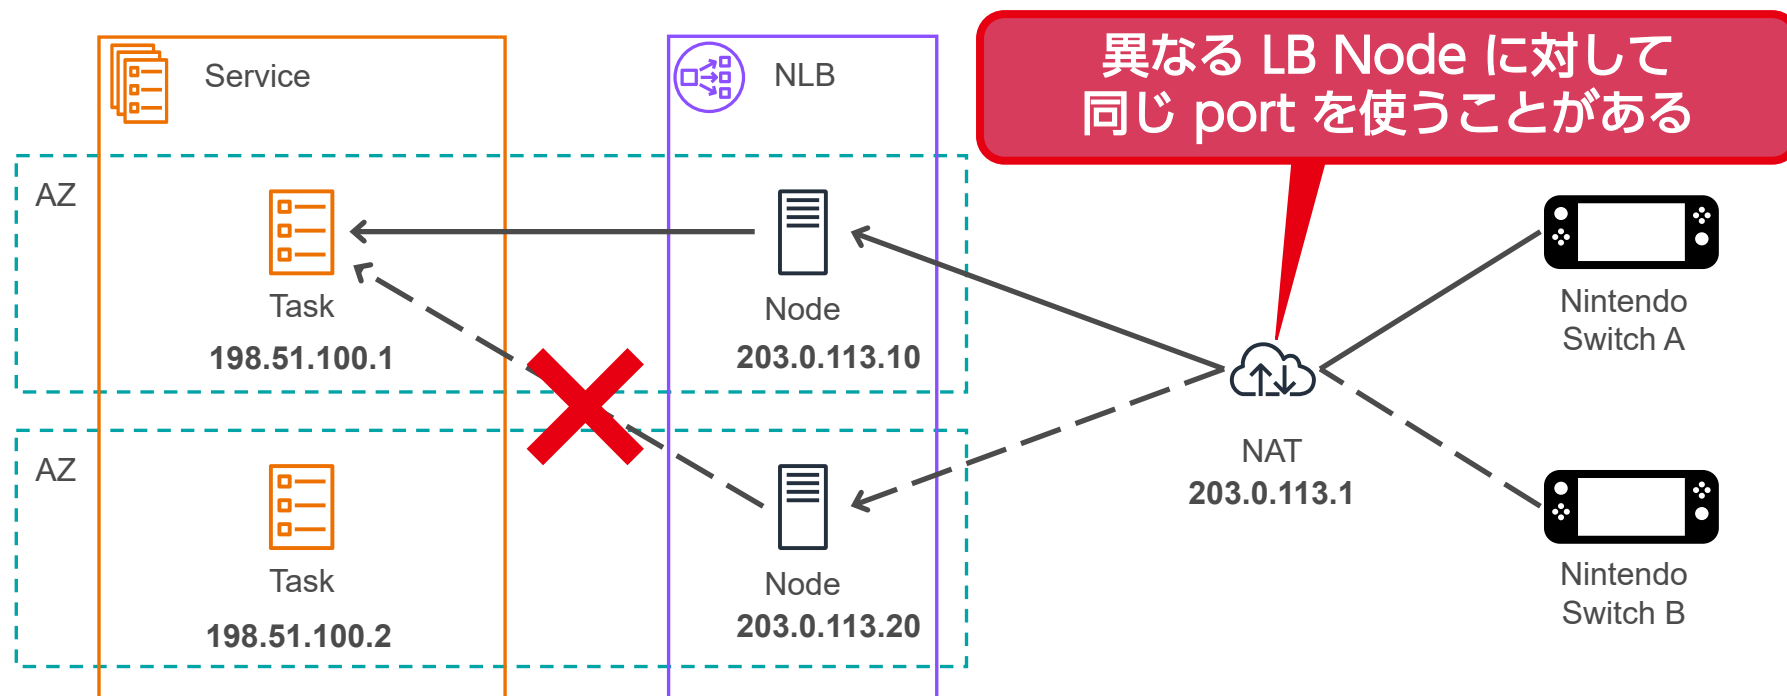 異なる LB Node に対して
同じ port を使うことがある
Service
NLB
AZ
Task
198.51.100.1
Node
203.0.113.10
Nintendo
Switch A
NAT
203.0.113.1
AZ
Task
198.51.100.2
Node
203.0.113.20
Nintendo
Switch B